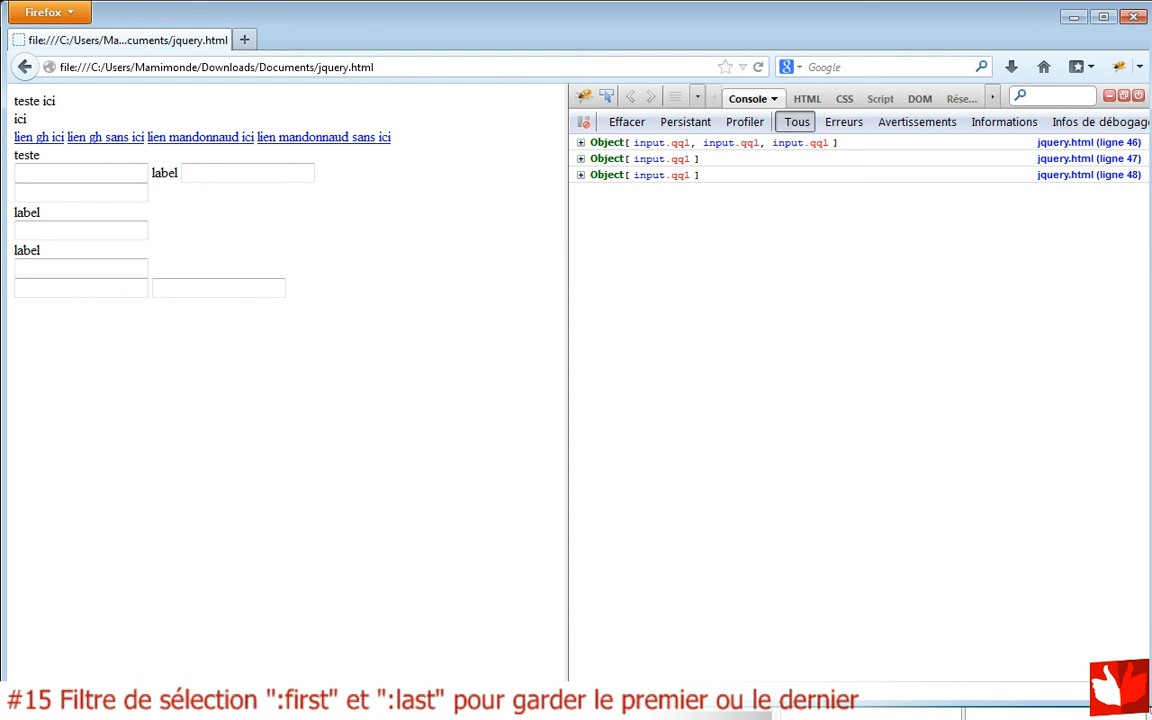 Firefox
file:///C:/Users/Ma...cuments/jquery.html
file:///C:/Users/Mamimonde/Downloads/Documents/jquery.html
Google
teste ici
ici
lien gh ici lien gh sans ici lien mandonnaud ici lien mandonnaud sans ici
teste
label
label
label
Console HTML CSS Script DOM Rése...
Effacer Persistant Profiler Tous Erreurs Avertissements Informations Infos de débogag
Object[ input.qql, input.qql, input.qql ] jquery.html (ligne 46)
Object[ input.qql ] jquery.html (ligne 47)
Object[ input.qql ] jquery.html (ligne 48)
#15 Filtre de sélection ":first" et ":last" pour garder le premier ou le dernier